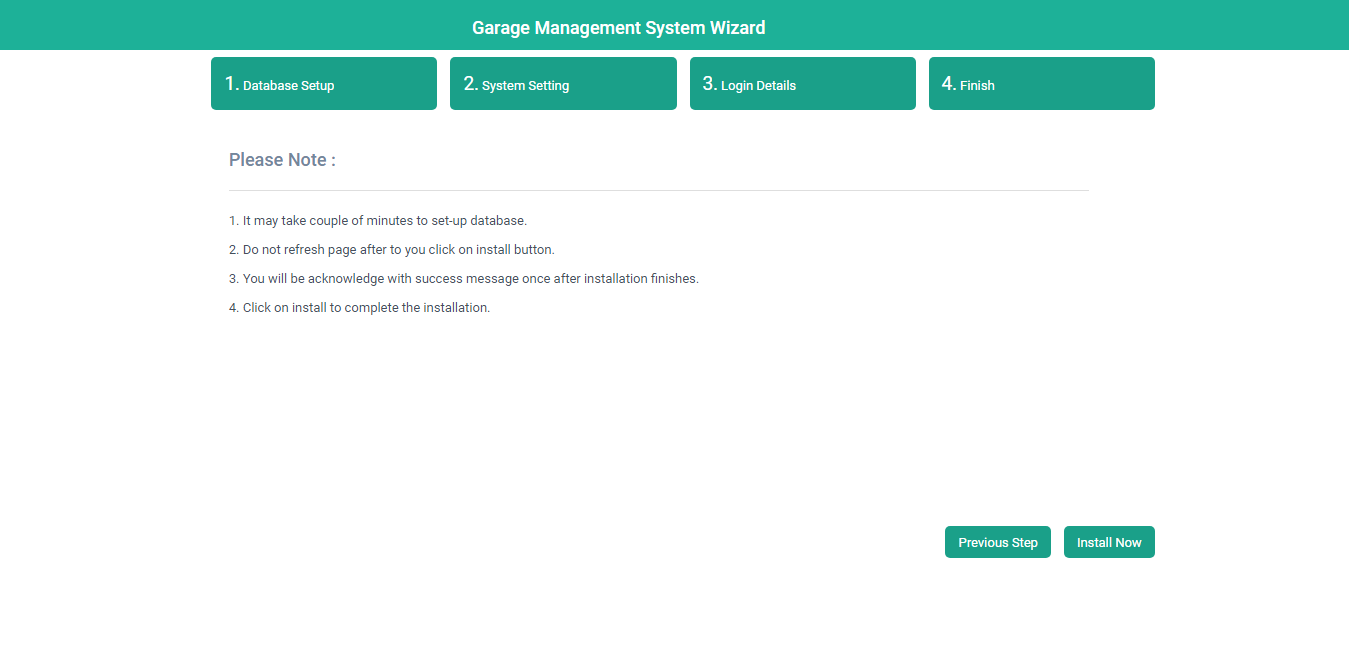 Garage Management System Wizard
1. Database Setup
2. System Setting
3. Login Details
4. Finish
Please Note :
1. It may take couple of minutes to set-up database.
2. Do not refresh page after to you click on install button.
3. You will be acknowledge with success message once after installation finishes.
4. Click on install to complete the installation.
Previous Step
Install Now